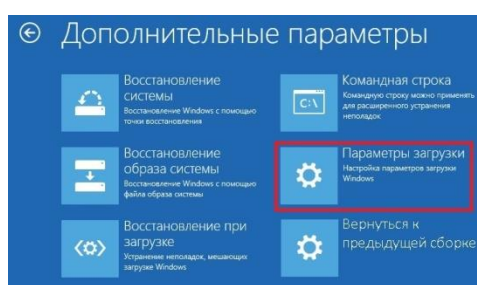 Дополнительные параметры
Восстановление
системы
Восстановление Windows с помощью
точки восстановления
Командная строка
Командную строку можно применять
для расширенного устранения
неполадок
C:\
Восстановление
образа системы
Восстановление Windows с помощью
файла образа системы
Параметры загрузки
Настройка параметров загрузки
Windows
Восстановление при
загрузке
Устранение неполадок, мешающих
загрузке Windows
Вернуться к
предыдущей сборке